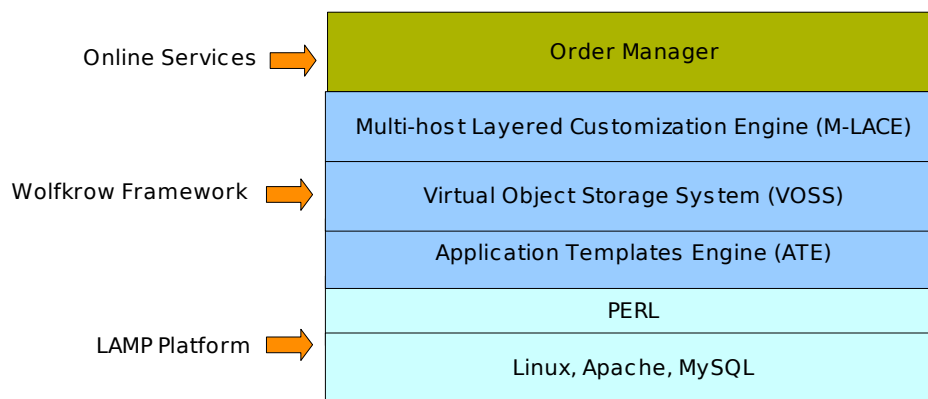 Online Services
Order Manager
Multi-host Layered Customization Engine (M-LACE)
Wolfkrow Framework
Virtual Object Storage System (VOSS)
Application Templates Engine (ATE)
PERL
LAMP Platform
Linux, Apache, MySQL